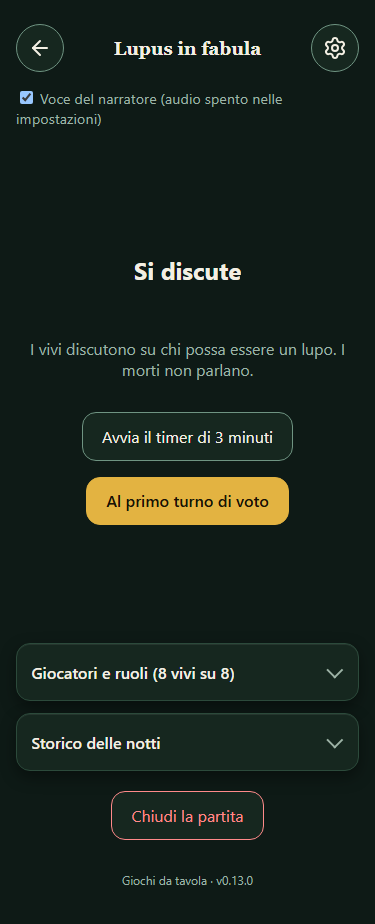 Lupus in fabula
Voce del narratore (audio spento nelle
impostazioni)
Si discute
I vivi discutono su chi possa essere un lupo. I
morti non parlano.
Avvia il timer di 3 minuti
Al primo turno di voto
Giocatori e ruoli (8 vivi su 8)
Storico delle notti
Chiudi la partita
Giochi da tavola · v0.13.0